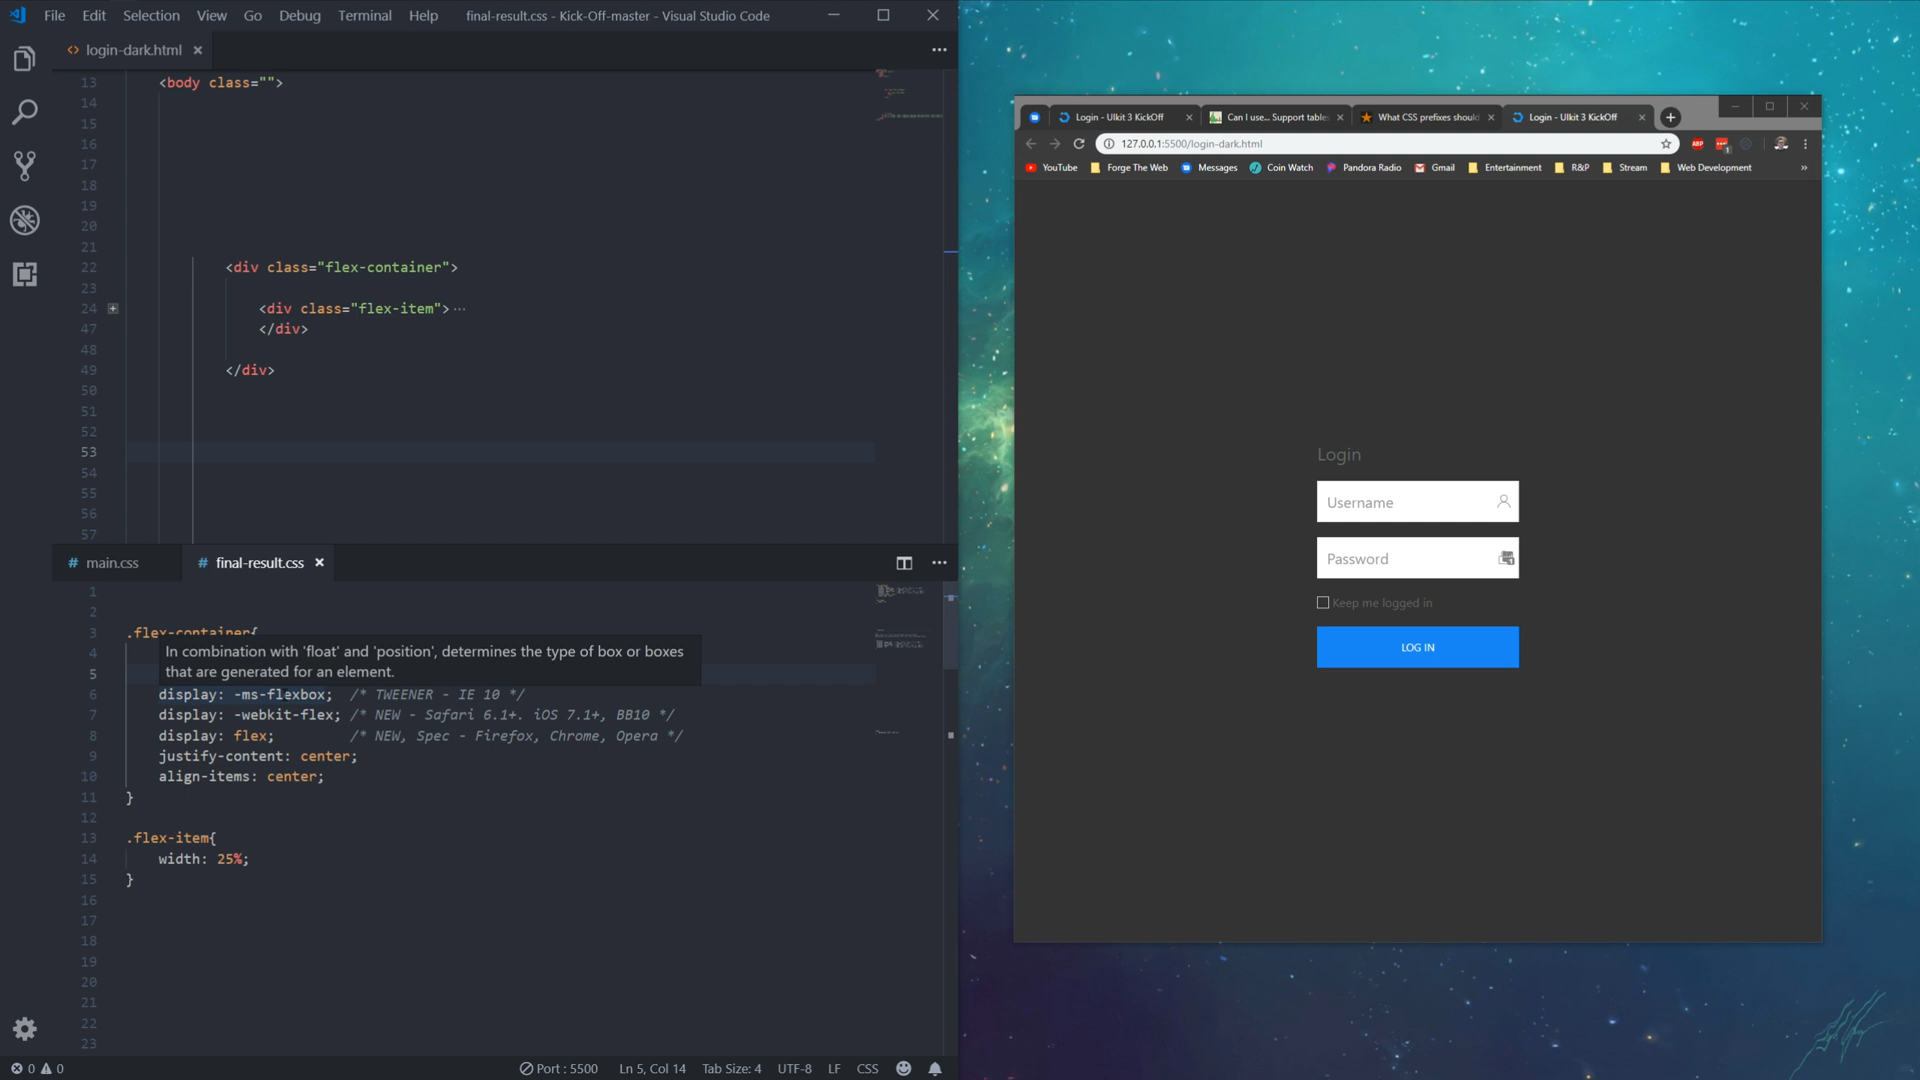 File Edit Selection View Go Debug Terminal Help final-result.css - Kick-Off-master - Visual Studio Code
login-dark.html
13 <body class="">
14
15
16
17
18
19
20
21
22 <div class="flex-container">
23
24 <div class="flex-item"> ...
47 </div>
48
49 </div>
50
51
52
53
54
55
56
57
main.css
# final-result.css
1
2
3 .flex-container{
4
In combination with 'float' and 'position', determines the type of box or boxes
5
that are generated for an element.
6 display: -ms-flexbox; /* TWEENER - IE 10 */
7 display: -webkit-flex; /* NEW - Safari 6.1+. iOS 7.1+, BB10 */
8 display: flex; /* NEW, Spec - Firefox, Chrome, Opera */
9 justify-content: center;
10 align-items: center;
11 }
12
13 .flex-item{
14 width: 25%;
15 }
16
17
18
19
20
21
22
23
0 0 Port : 5500 Ln 5, Col 14 Tab Size: 4 UTF-8 LF CSS
Login - UIkit 3 KickOff Can I use... Support tables What CSS prefixes should Login - UIkit 3 KickOff
127.0.0.1:5500/login-dark.html ABP
YouTube Forge The Web Messages Coin Watch Pandora Radio Gmail Entertainment R&P Stream Web Development »
Login
Username
Password
Keep me logged in
LOG IN